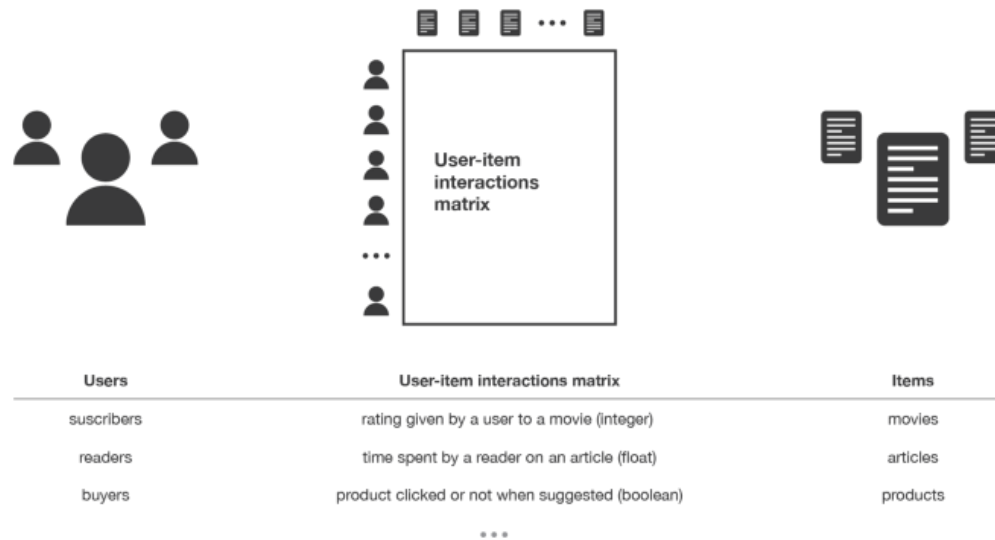 User-item
interactions
matrix
Users User-item interactions matrix Items
suscribers rating given by a user to a movie (integer) movies
readers time spent by a reader on an article (float) articles
buyers product clicked or not when suggested (boolean) products